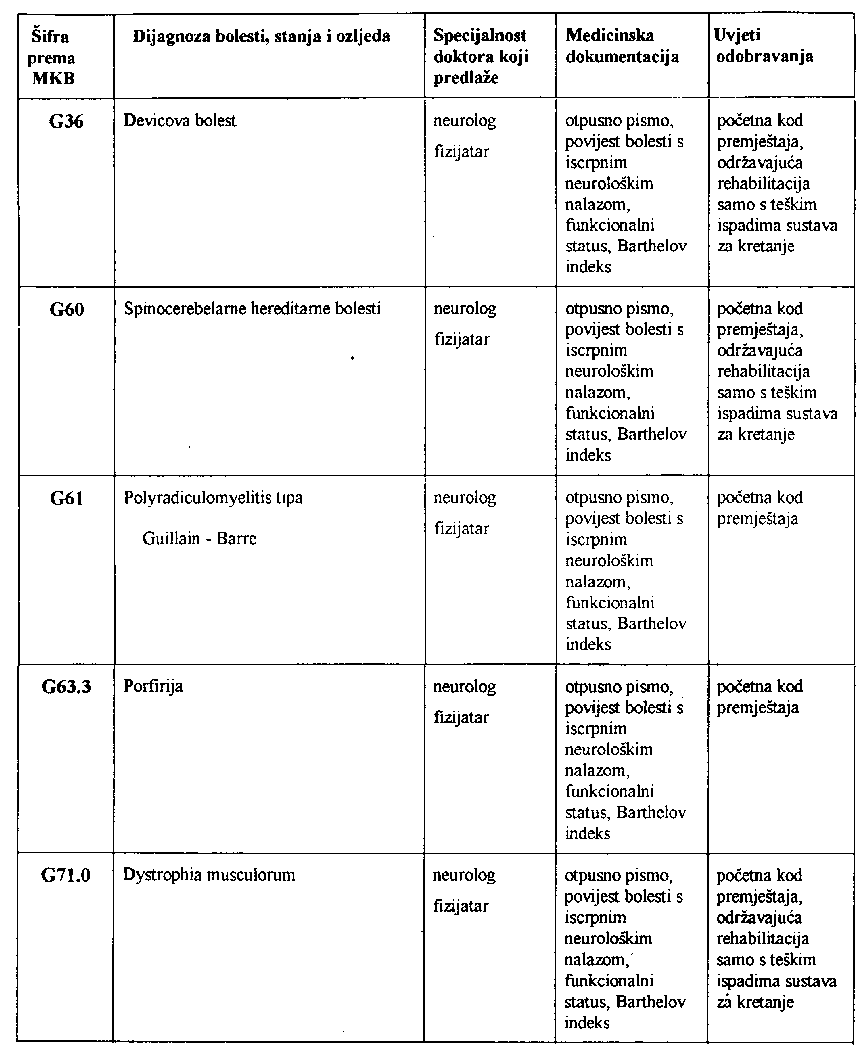 Šifra prema MKB
Dijagnoza bolesti, stanja i ozljeda
Specijalnost doktora koji predlaže
Medicinska dokumentacija
Uvjeti odobravanja
G36
Devicova bolest
neurolog
fizijatar
otpusno pismo,
povijest bolesti s
iscrpnim
neurološkim
nalazom,
funkcionalni
status, Barthelov
indeks
početna kod
premještaja,
održavajuća
rehabilitacija
samo s teškim
ispadima sustava
za kretanje
G60
Spinocerebelarne hereditarne bolesti
neurolog
fizijatar
otpusno pismo,
povijest bolesti s
iscrpnim
neurološkim
nalazom,
funkcionalni
status, Barthelov
indeks
početna kod
premještaja,
održavajuća
rehabilitacija
samo s teškim
ispadima sustava
za kretanje
G61
Polyradiculomyelitis tipa
Guillain - Barre
neurolog
fizijatar
otpusno pismo,
povijest bolesti s
iscrpnim
neurološkim
nalazom,
funkcionalni
status, Barthelov
indeks
početna kod
premještaja
G63.3
Porfirija
neurolog
fizijatar
otpusno pismo,
povijest bolesti s
iscrpnim
neurološkim
nalazom,
funkcionalni
status, Barthelov
indeks
početna kod
premještaja
G71.0
Dystrophia musculorum
neurolog
fizijatar
otpusno pismo,
povijest bolesti s
iscrpnim
neurološkim
nalazom,
funkcionalni
status, Barthelov
indeks
početna kod
premještaja,
održavajuća
rehabilitacija
samo s teškim
ispadima sustava
za kretanje